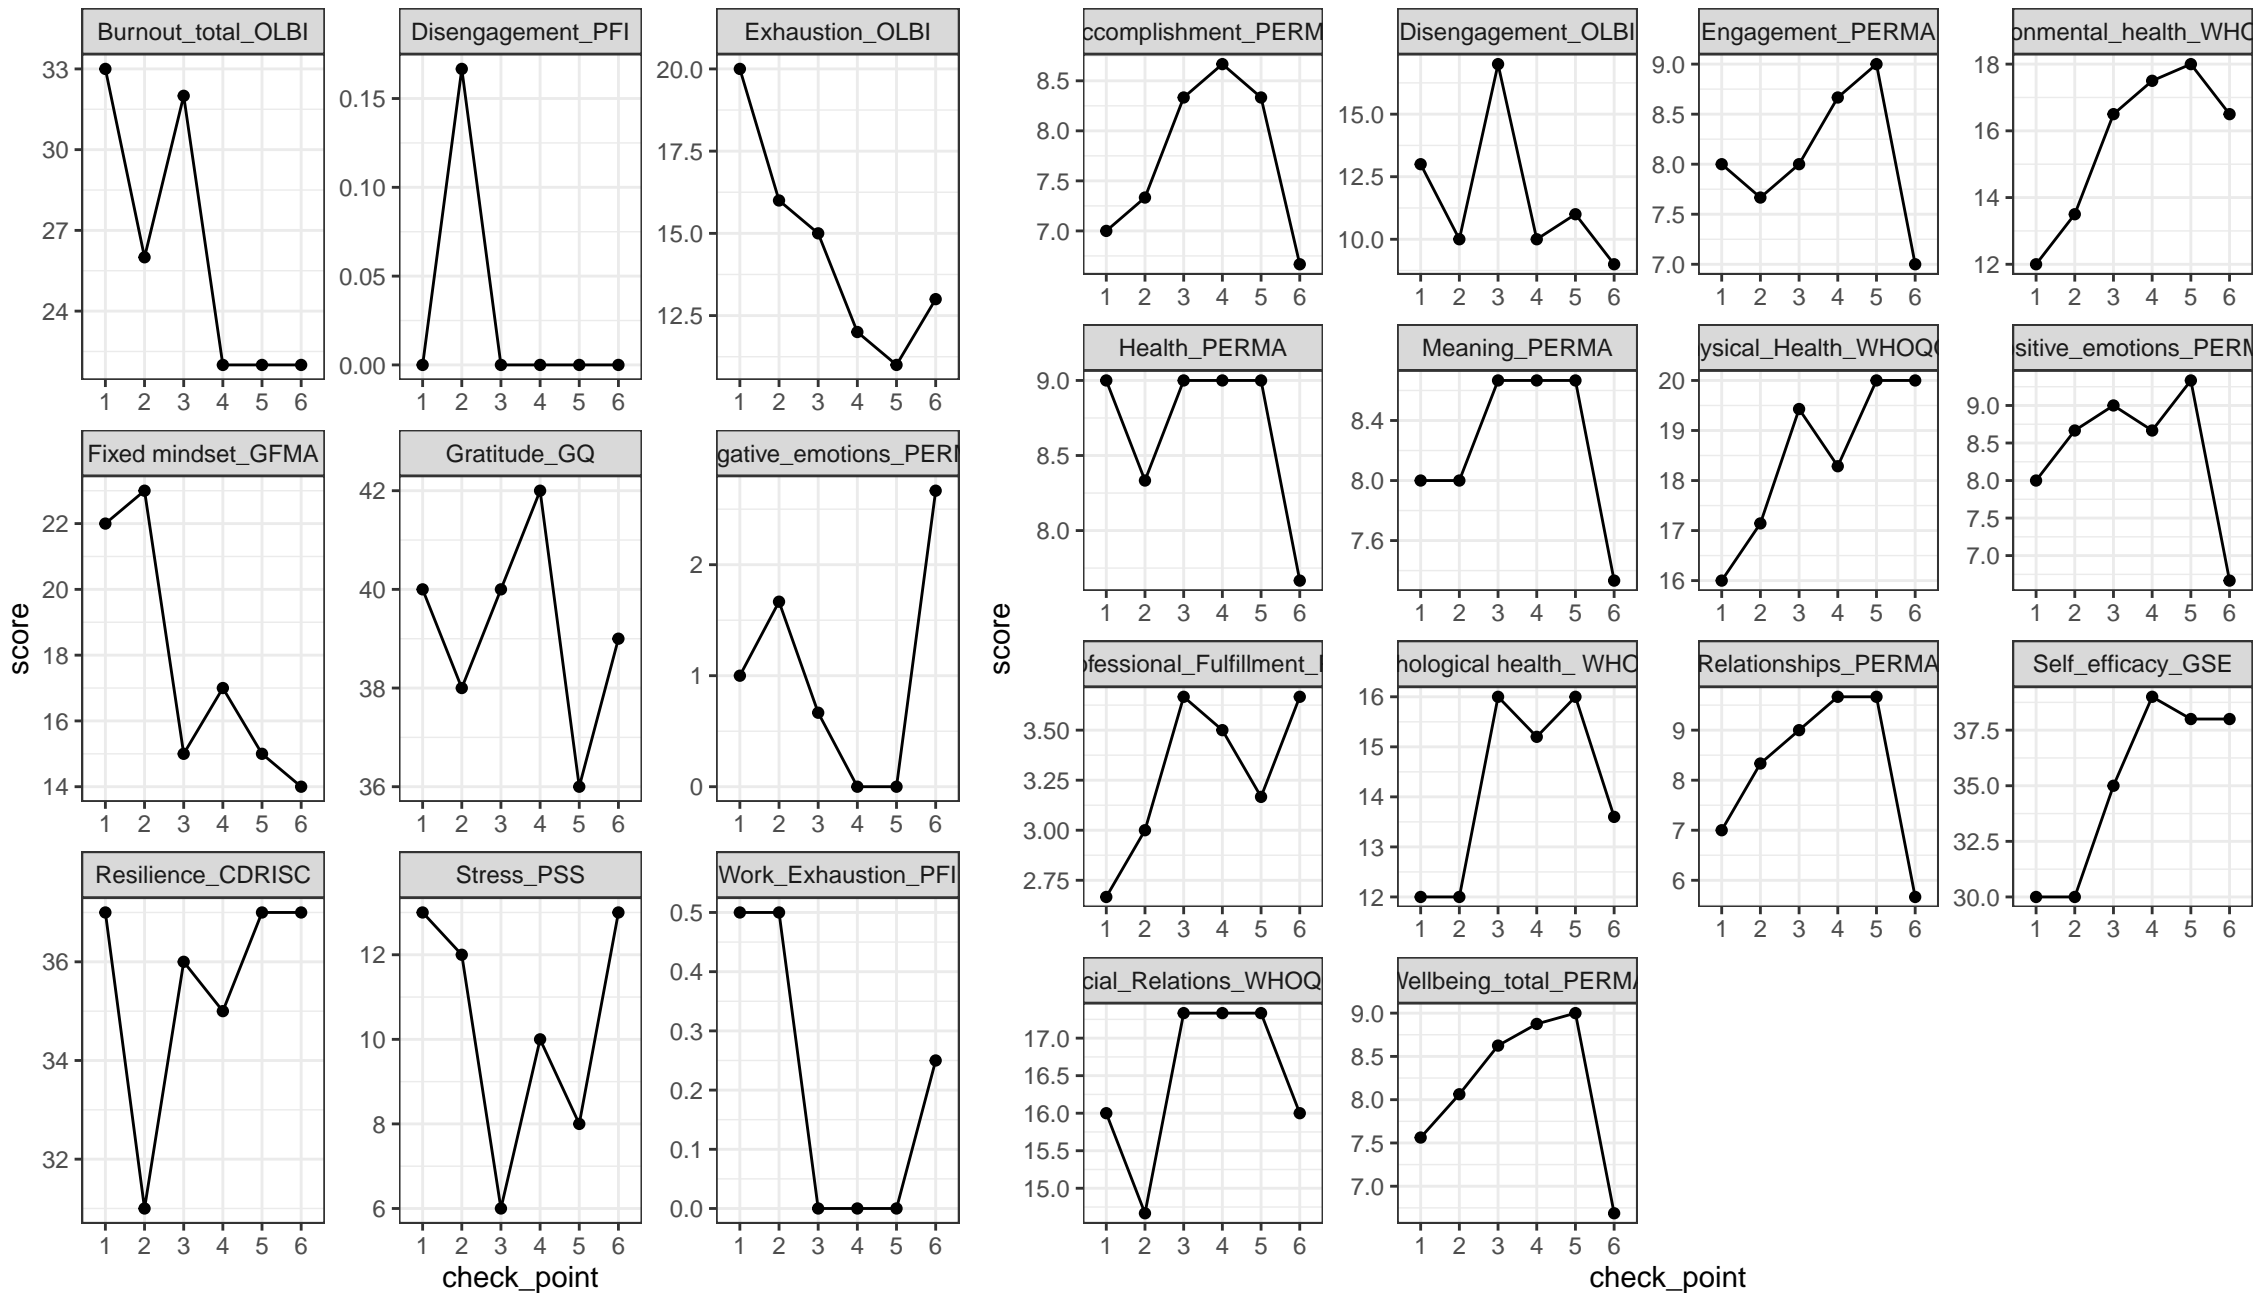 Burnout_total_OLBI
33
30
27
24
1 2 3 4 5 6
Disengagement_PFI
0.15
0.10
0.05
0.00
1 2 3 4 5 6
Exhaustion_OLBI
20.0
17.5
15.0
12.5
1 2 3 4 5 6
Fixed mindset_GFMA
22
20
18
16
14
1 2 3 4 5 6
Gratitude_GQ
42
40
38
36
1 2 3 4 5 6
gative_emotions_PERM
2
1
0
1 2 3 4 5 6
Resilience_CDRISC
36
34
32
1 2 3 4 5 6
Stress_PSS
12
10
8
6
1 2 3 4 5 6
Work_Exhaustion_PFI
0.5
0.4
0.3
0.2
0.1
0.0
1 2 3 4 5 6
score
check_point
ccomplishment_PERM
8.5
8.0
7.5
7.0
1 2 3 4 5 6
Disengagement_OLBI
15.0
12.5
10.0
1 2 3 4 5 6
Engagement_PERMA
9.0
8.5
8.0
7.5
7.0
1 2 3 4 5 6
onmental_health_WHO
18
16
14
12
1 2 3 4 5 6
Health_PERMA
9.0
8.5
8.0
1 2 3 4 5 6
Meaning_PERMA
8.4
8.0
7.6
1 2 3 4 5 6
ysical_Health_WHOQO
20
19
18
17
16
1 2 3 4 5 6
sitive_emotions_PERM
9.0
8.5
8.0
7.5
7.0
1 2 3 4 5 6
ofessional_Fulfillment_
3.50
3.25
3.00
2.75
1 2 3 4 5 6
hological health_ WHO
16
15
14
13
12
1 2 3 4 5 6
Relationships_PERMA
9
8
7
6
1 2 3 4 5 6
Self_efficacy_GSE
37.5
35.0
32.5
30.0
1 2 3 4 5 6
cial_Relations_WHOQ
17.0
16.5
16.0
15.5
15.0
1 2 3 4 5 6
Wellbeing_total_PERMA
9.0
8.5
8.0
7.5
7.0
1 2 3 4 5 6
score
check_point